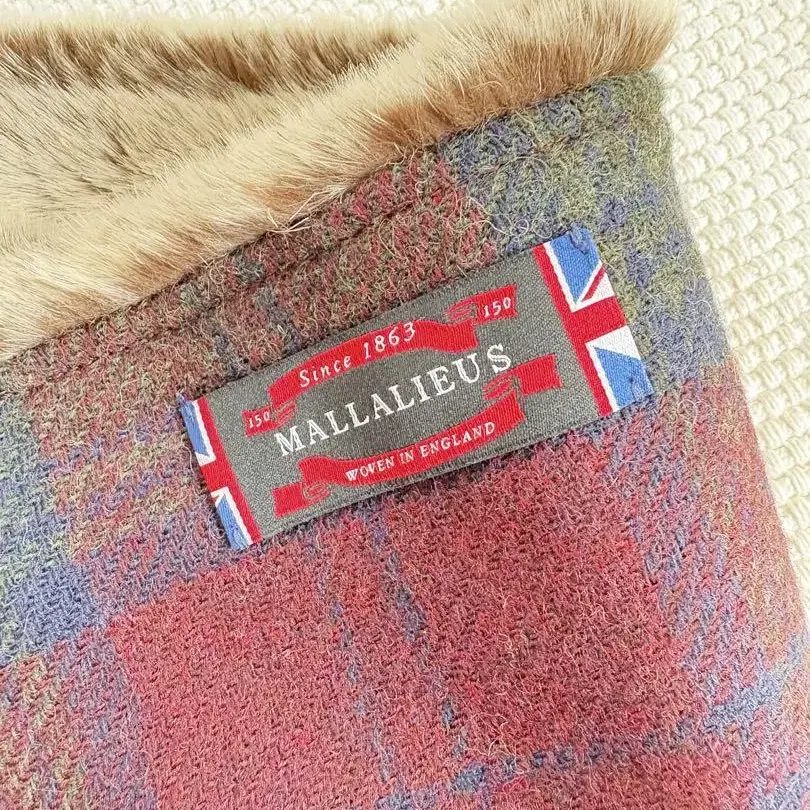 Since 1863
150
150
MALLALIEUS
WOVEN IN ENGLAND